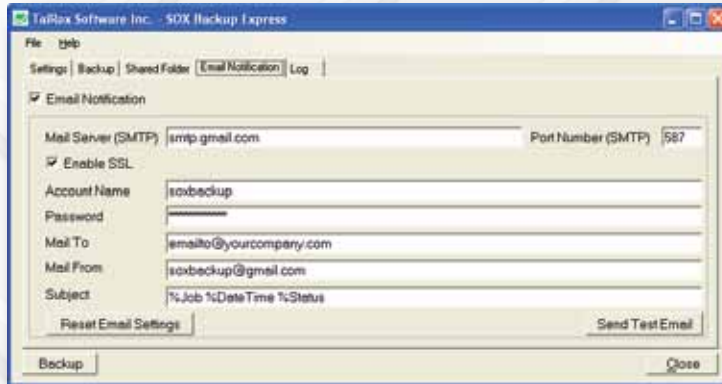 TaiRox Software Inc. - SOX Backup Express
File Help
Settings Backup Shared Folder Email Notification Log
Email Notification
Mail Server (SMTP) smtp.gmail.com Port Number (SMTP) 587
Enable SSL
Account Name soxbackup
Password
Mail To emailto@yourcompany.com
Mail From soxbackup@gmail.com
Subject %Job %DateTime %Status
Reset Email Settings Send Test Email
Backup Close